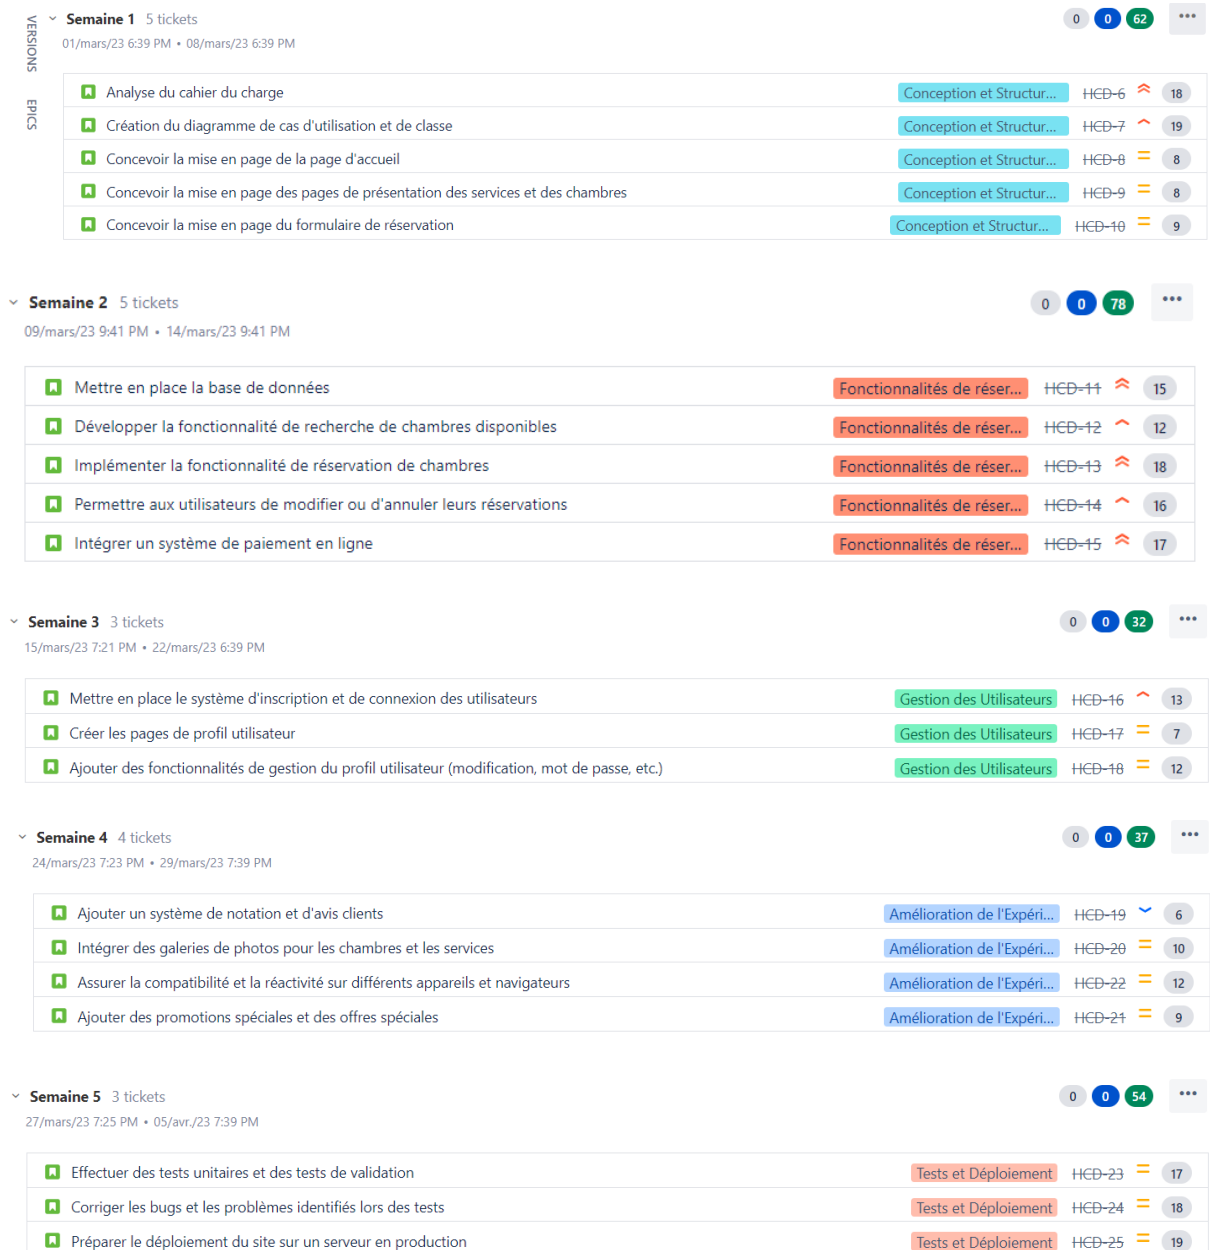 VERSIONS
EPICS
Semaine 1 5 tickets 0 0 62 •••
01/mars/23 6:39 PM • 08/mars/23 6:39 PM
Analyse du cahier du charge Conception et Structur... HCD-6 18
Création du diagramme de cas d'utilisation et de classe Conception et Structur... HCD-7 19
Concevoir la mise en page de la page d'accueil Conception et Structur... HCD-8 8
Concevoir la mise en page des pages de présentation des services et des chambres Conception et Structur... HCD-9 8
Concevoir la mise en page du formulaire de réservation Conception et Structur... HCD-10 9
Semaine 2 5 tickets 0 0 78 •••
09/mars/23 9:41 PM • 14/mars/23 9:41 PM
Mettre en place la base de données Fonctionnalités de réser... HCD-11 15
Développer la fonctionnalité de recherche de chambres disponibles Fonctionnalités de réser... HCD-12 12
Implémenter la fonctionnalité de réservation de chambres Fonctionnalités de réser... HCD-13 18
Permettre aux utilisateurs de modifier ou d'annuler leurs réservations Fonctionnalités de réser... HCD-14 16
Intégrer un système de paiement en ligne Fonctionnalités de réser... HCD-15 17
Semaine 3 3 tickets 0 0 32 •••
15/mars/23 7:21 PM • 22/mars/23 6:39 PM
Mettre en place le système d'inscription et de connexion des utilisateurs Gestion des Utilisateurs HCD-16 13
Créer les pages de profil utilisateur Gestion des Utilisateurs HCD-17 7
Ajouter des fonctionnalités de gestion du profil utilisateur (modification, mot de passe, etc.) Gestion des Utilisateurs HCD-18 12
Semaine 4 4 tickets 0 0 37 •••
24/mars/23 7:23 PM • 29/mars/23 7:39 PM
Ajouter un système de notation et d'avis clients Amélioration de l'Expéri... HCD-19 6
Intégrer des galeries de photos pour les chambres et les services Amélioration de l'Expéri... HCD-20 10
Assurer la compatibilité et la réactivité sur différents appareils et navigateurs Amélioration de l'Expéri... HCD-22 12
Ajouter des promotions spéciales et des offres spéciales Amélioration de l'Expéri... HCD-21 9
Semaine 5 3 tickets 0 0 54 •••
27/mars/23 7:25 PM • 05/avr./23 7:39 PM
Effectuer des tests unitaires et des tests de validation Tests et Déploiement HCD-23 17
Corriger les bugs et les problèmes identifiés lors des tests Tests et Déploiement HCD-24 18
Préparer le déploiement du site sur un serveur en production Tests et Déploiement HCD-25 19